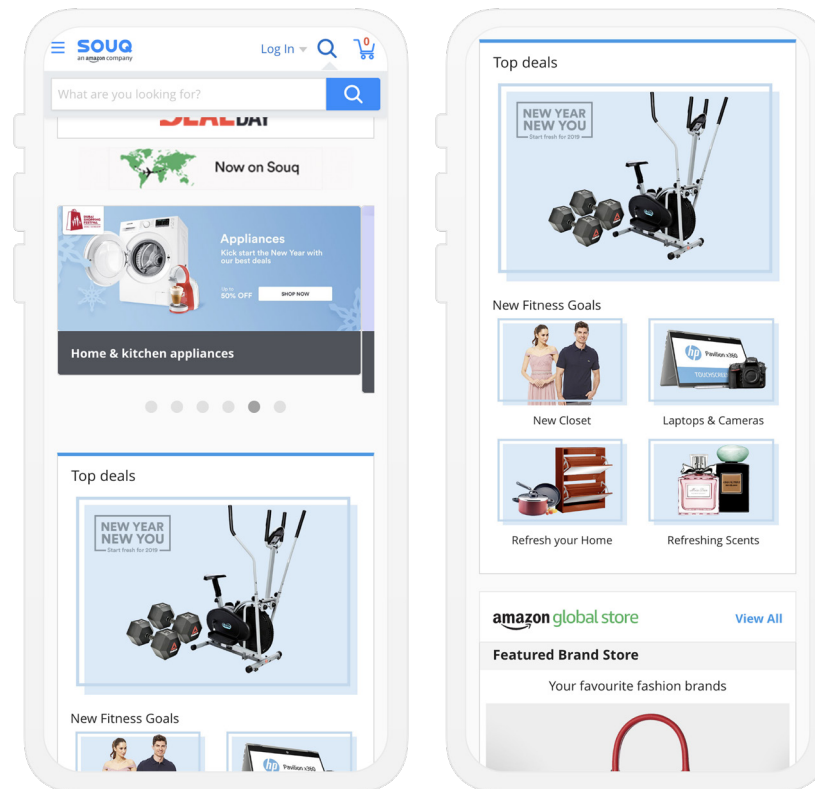 SOUQ
an amazon company
Log In
0
What are you looking for?
Now on Souq
Appliances
Kick start the New Year with
our best deals
Up to
50% OFF
SHOP NOW
Home & kitchen appliances
Top deals
NEW YEAR
NEW YOU
Start fresh for 2019
New Fitness Goals
hp
Pavilion x360
Top deals
NEW YEAR
NEW YOU
Start fresh for 2019
New Fitness Goals
hp
Pavilion x360
TOUCHSCREEN
New Closet
Laptops & Cameras
Refresh your Home
Refreshing Scents
amazon global store
View All
Featured Brand Store
Your favourite fashion brands